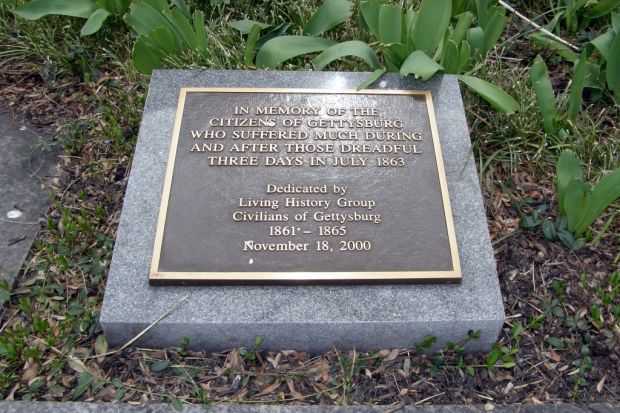 IN MEMORY OF THE
CITIZENS OF GETTYSBURG
WHO SUFFERED MUCH DURING
AND AFTER THOSE DREADFUL
THREE DAYS IN JULY 1863
Dedicated by
Living History Group
Civilians of Gettysburg
1861 - 1865
November 18, 2000